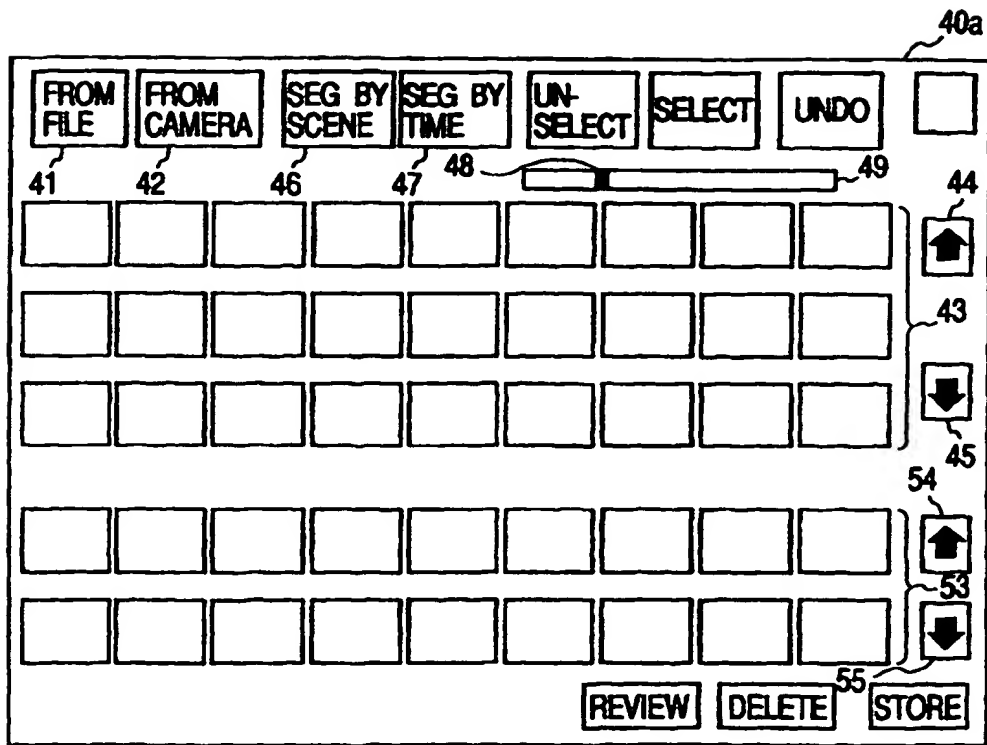 40a
FROM FILE
FROM CAMERA
SEG BY SCENE
SEG BY TIME
UN-SELECT
SELECT
UNDO
41
42
46
47
48
49
44
43
45
54
53
55
REVIEW
DELETE
STORE